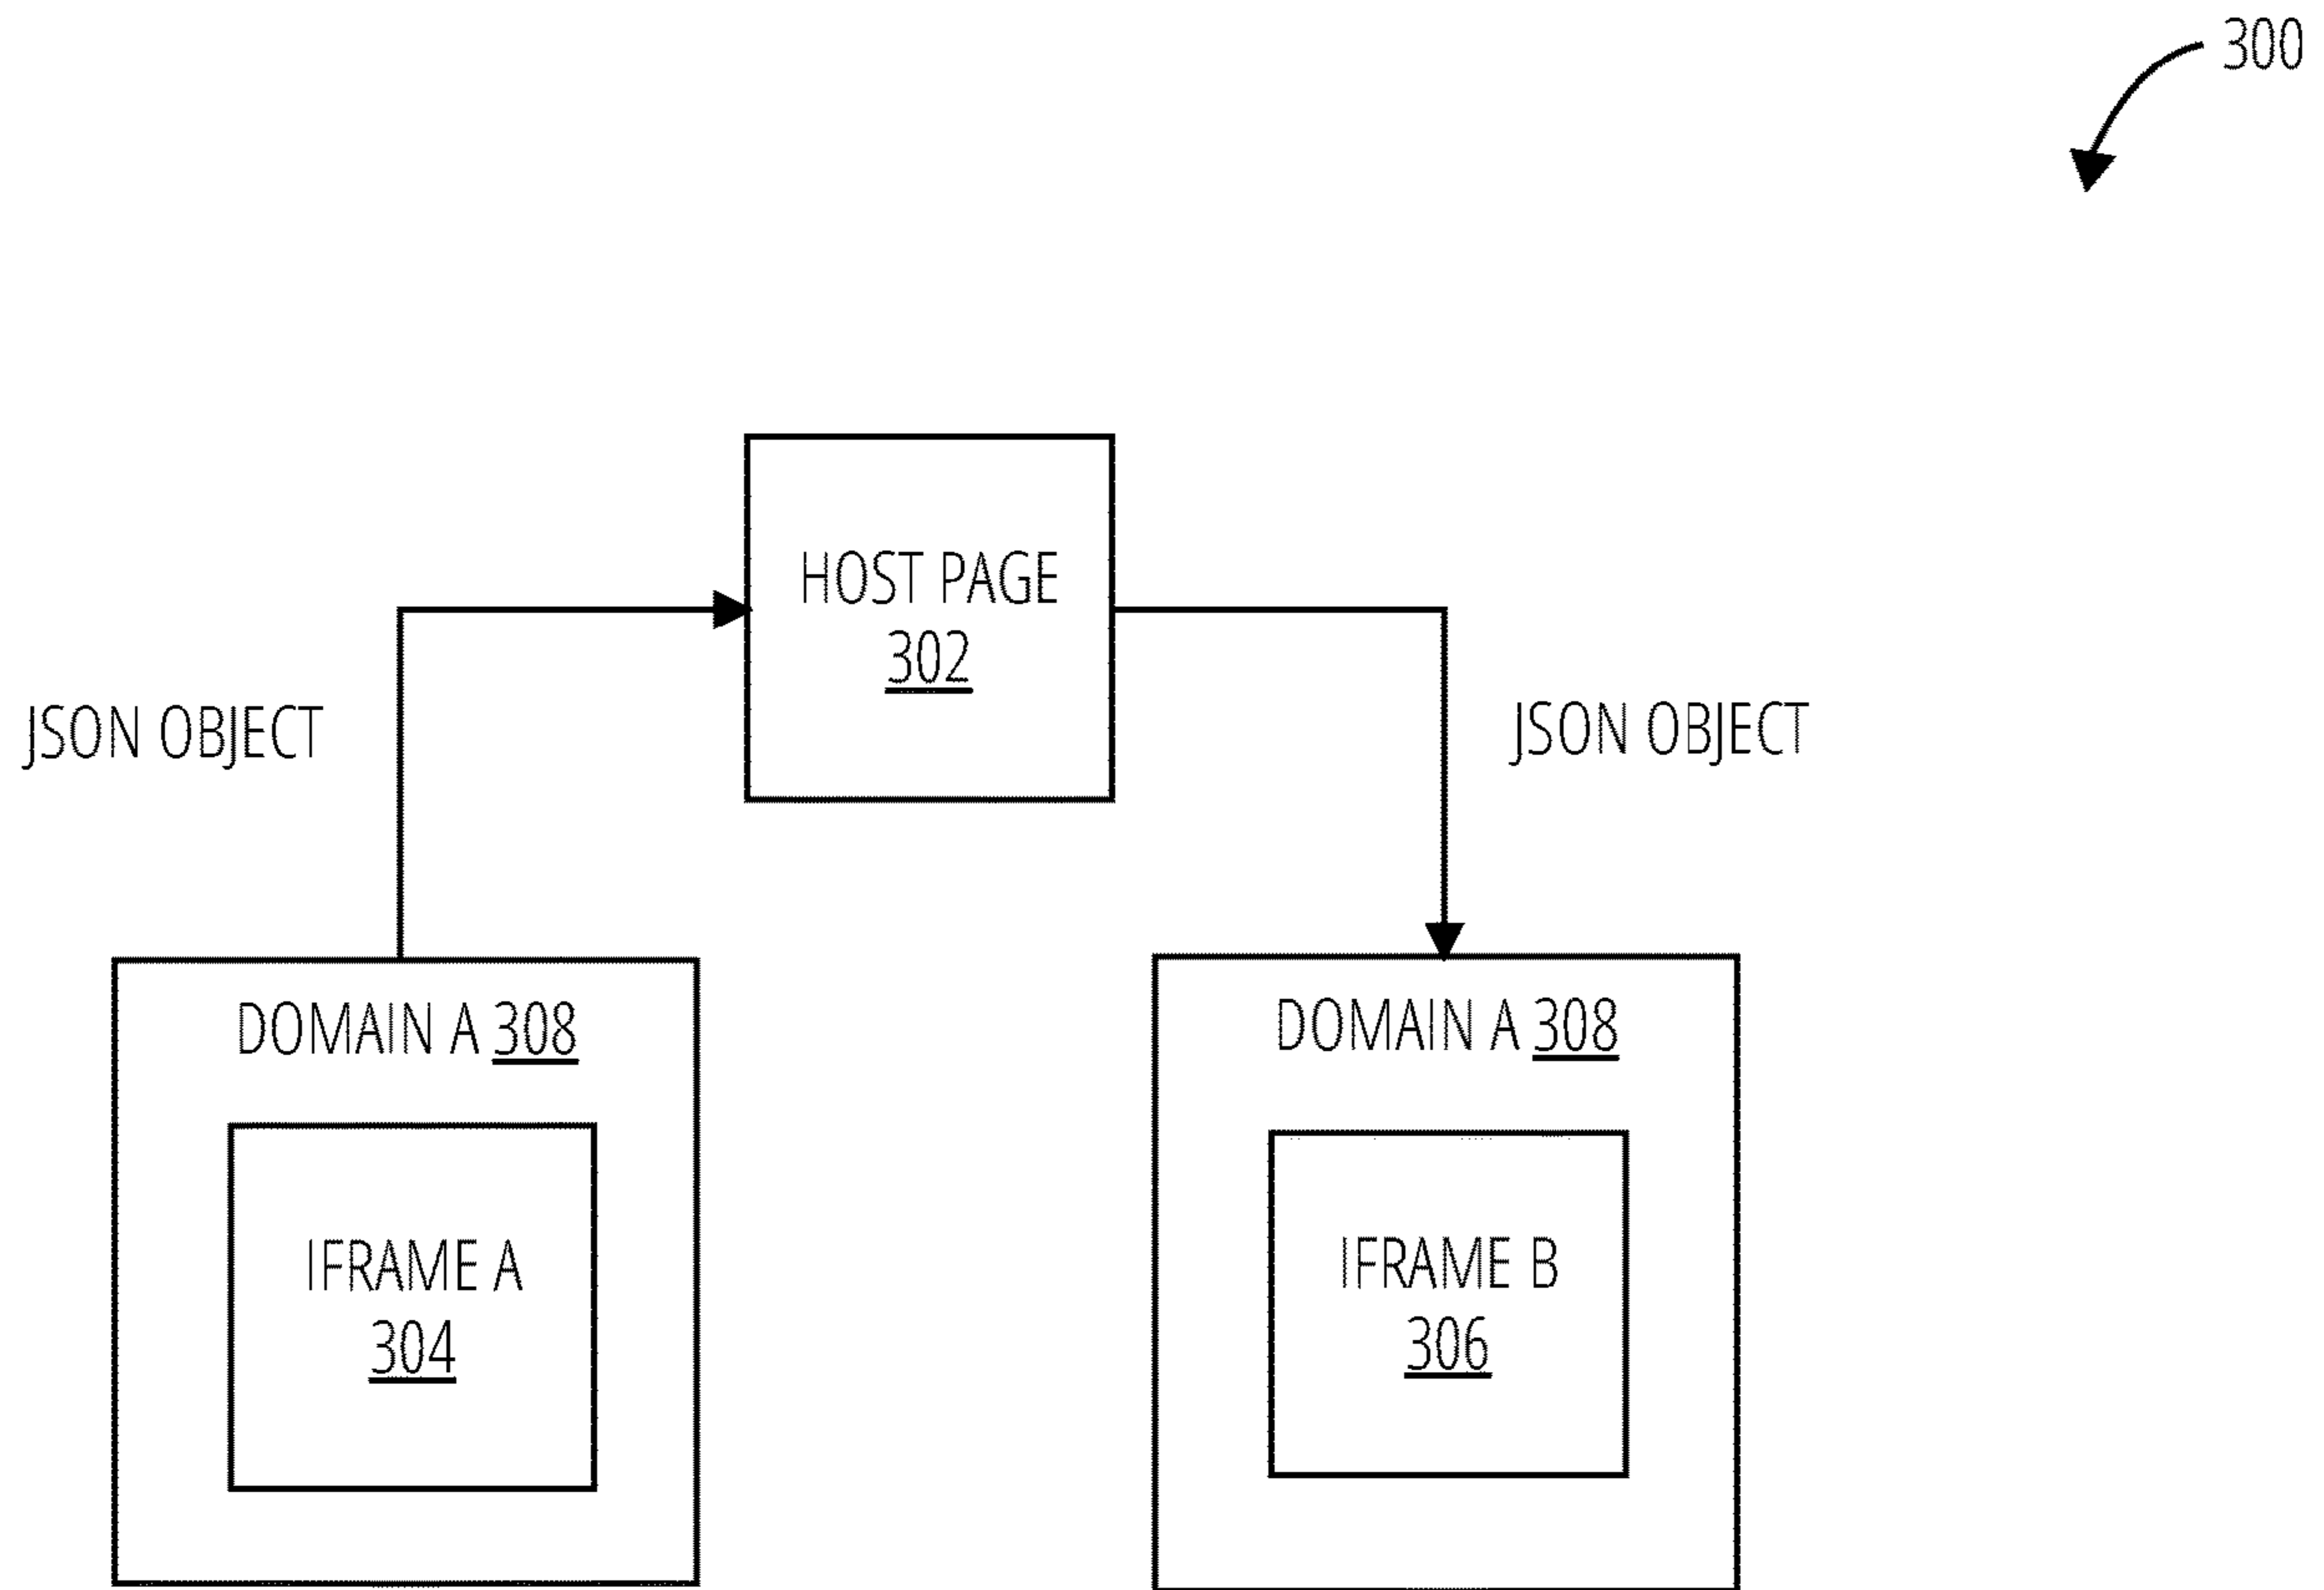 300
HOST PAGE
302
JSON OBJECT
JSON OBJECT
DOMAIN A 308
IFRAME A
304
DOMAIN A 308
IFRAME B
306